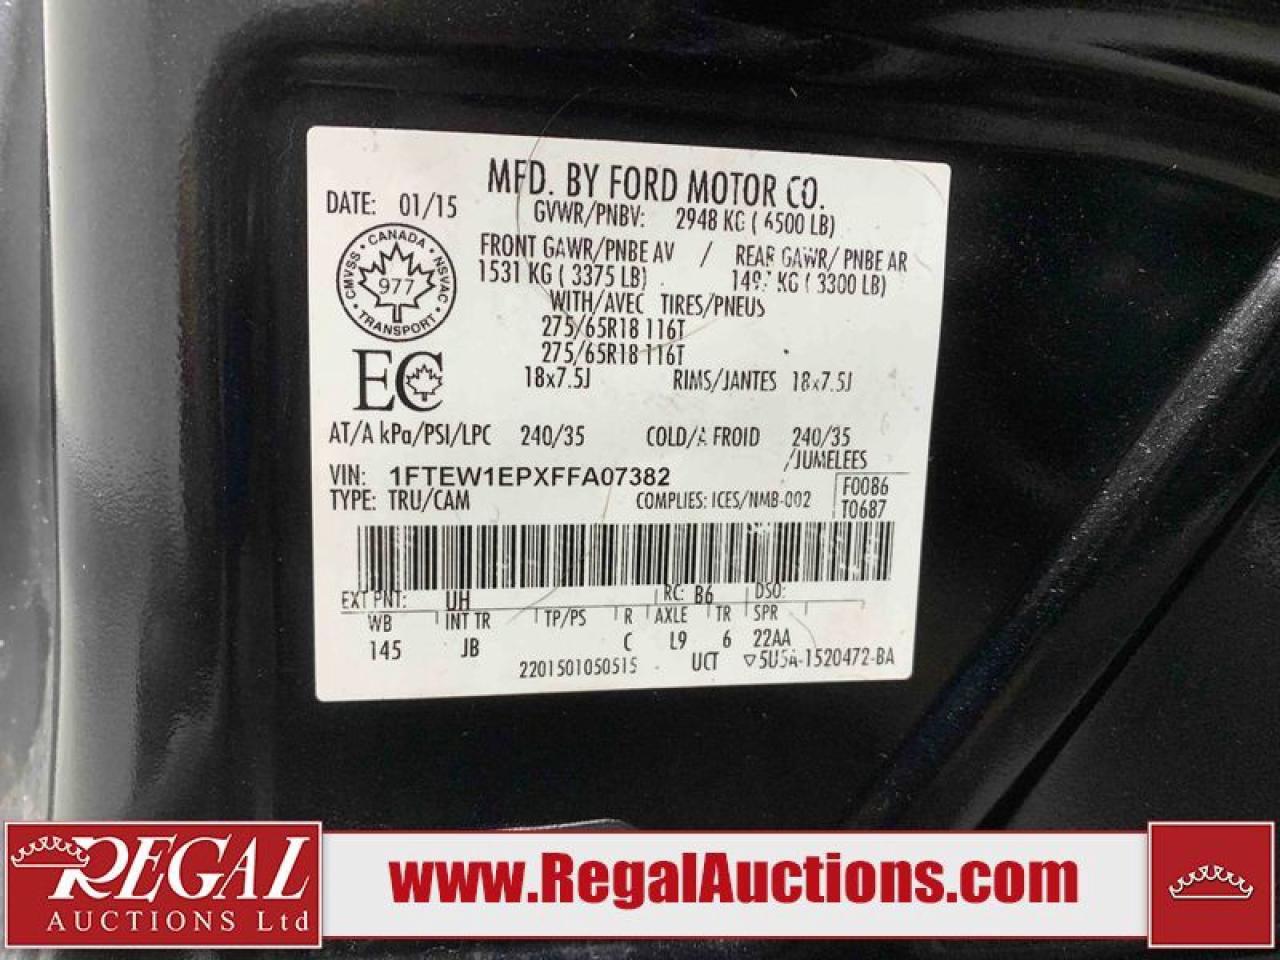 MFD. BY FORD MOTOR CO.
DATE: 01/15
GVWR/PNBV: 2948 KG ( 6500 LB)
FRONT GAWR/PNBE AV / REAR GAWR/ PNBE AR
1531 KG ( 3375 LB) KG ( 3300 LB)
WITH/AVEC TIRES/PNEUS
275/65R18 116T
275/65R18 116T
18x7.5J RIMS/JANTES 18x7.5J
CMVSS • CANADA • NSVAC • TRANSPORT •
977
EC
AT/A kPa/PSI/LPC 240/35 COLD/A FROID 240/35
/JUMELEES
VIN: 1FTEW1EPXFFA07382
TYPE: TRU/CAM COMPLIES: ICES/NMB-002
F0086
T0687
EXT PNT: UH RC: B6 DSO:
WB INT TR TP/PS R AXLE TR SPR
145 JB C L9 6 22AA
2201501050515 UCT ▽5U5A-1520472-BA
REGAL
AUCTIONS Ltd
www.RegalAuctions.com